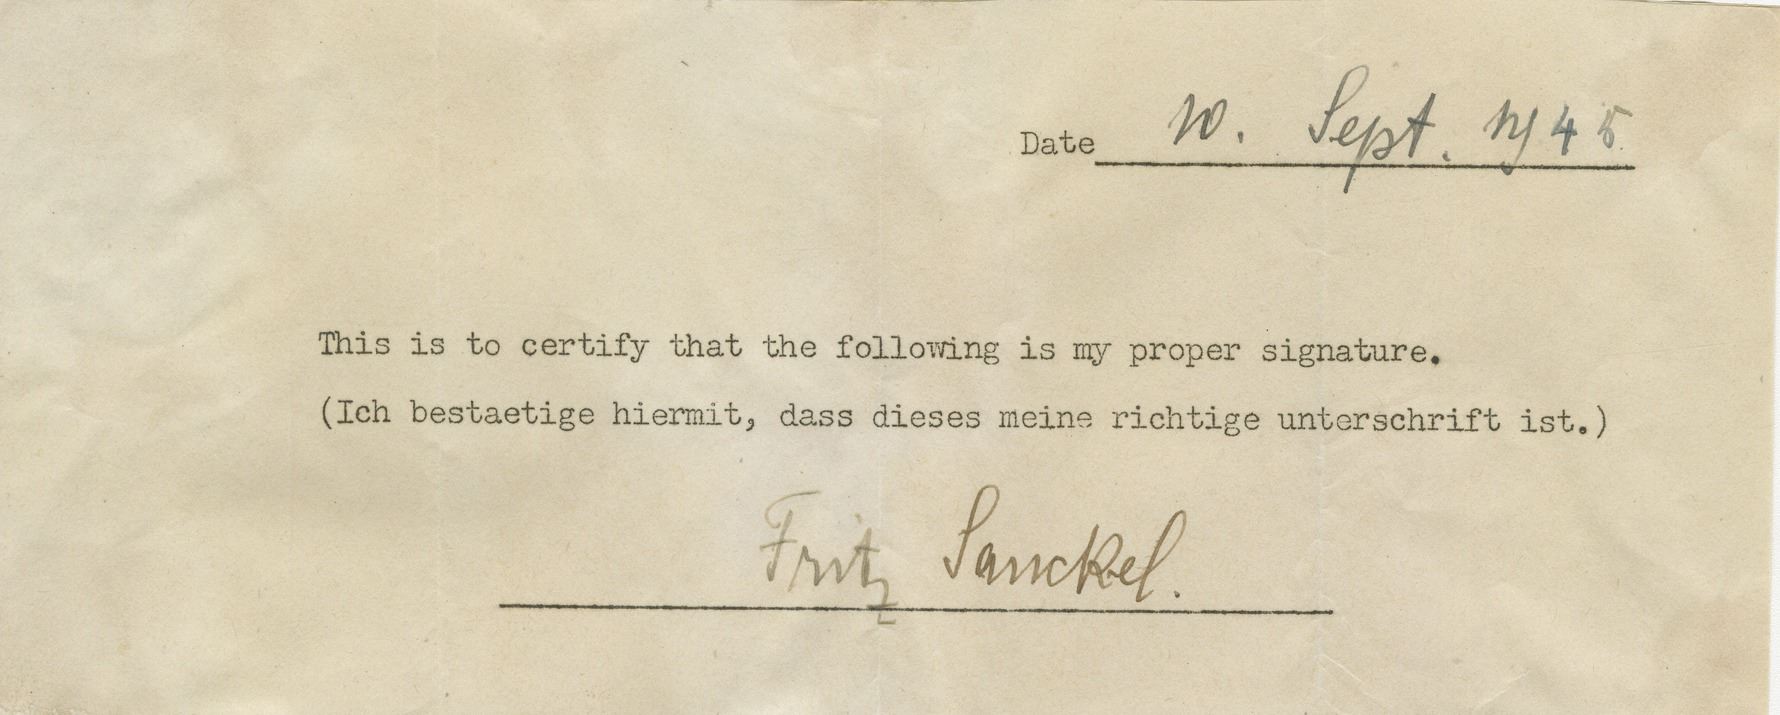 Date 10. Sept. 1945
This is to certify that the following is my proper signature.
(Ich bestaetige hiermit, dass dieses meine richtige unterschrift ist.)
Fritz Sauckel.